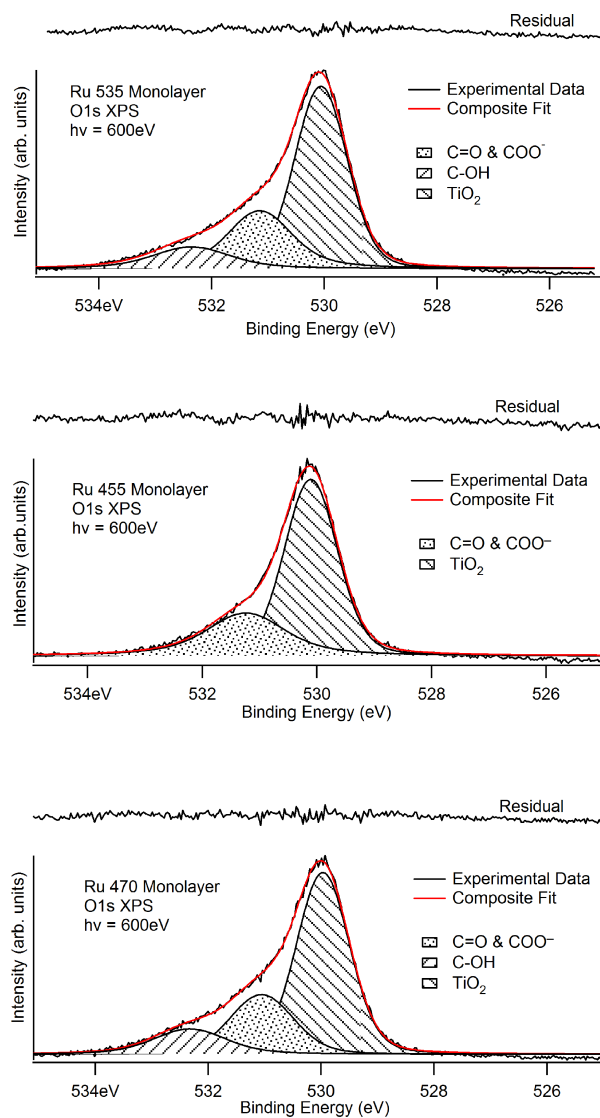 Residual
Intensity (arb. units)
Ru 535 Monolayer
O1s XPS
hv = 600eV
Experimental Data
Composite Fit
C=O & COO⁻
C-OH
TiO₂
534eV 532 530 528 526
Binding Energy (eV)
Residual
Intensity (arb.units)
Ru 455 Monolayer
O1s XPS
hv = 600eV
Experimental Data
Composite Fit
C=O & COO⁻
TiO₂
534eV 532 530 528 526
Binding Energy (eV)
Residual
Intensity (arb. units)
Ru 470 Monolayer
O1s XPS
hv = 600eV
Experimental Data
Composite Fit
C=O & COO⁻
C-OH
TiO₂
534eV 532 530 528 526
Binding Energy (eV)